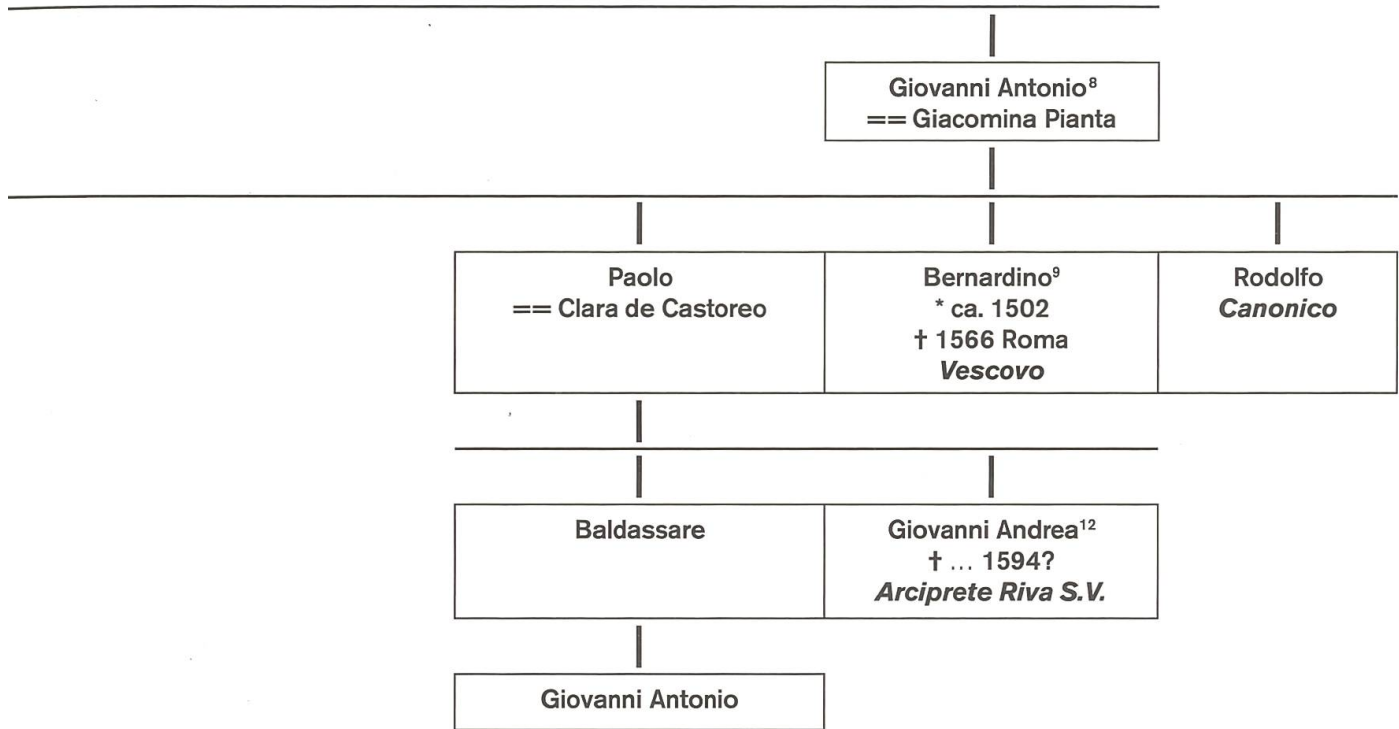 Giovanni Antonio⁸
== Giacomina Pianta
Paolo
== Clara de Castoreo
Bernardino⁹
* ca. 1502
† 1566 Roma
Vescovo
Rodolfo
Canonico
Baldassare
Giovanni Andrea¹²
† ... 1594?
Arciprete Riva S.V.
Giovanni Antonio